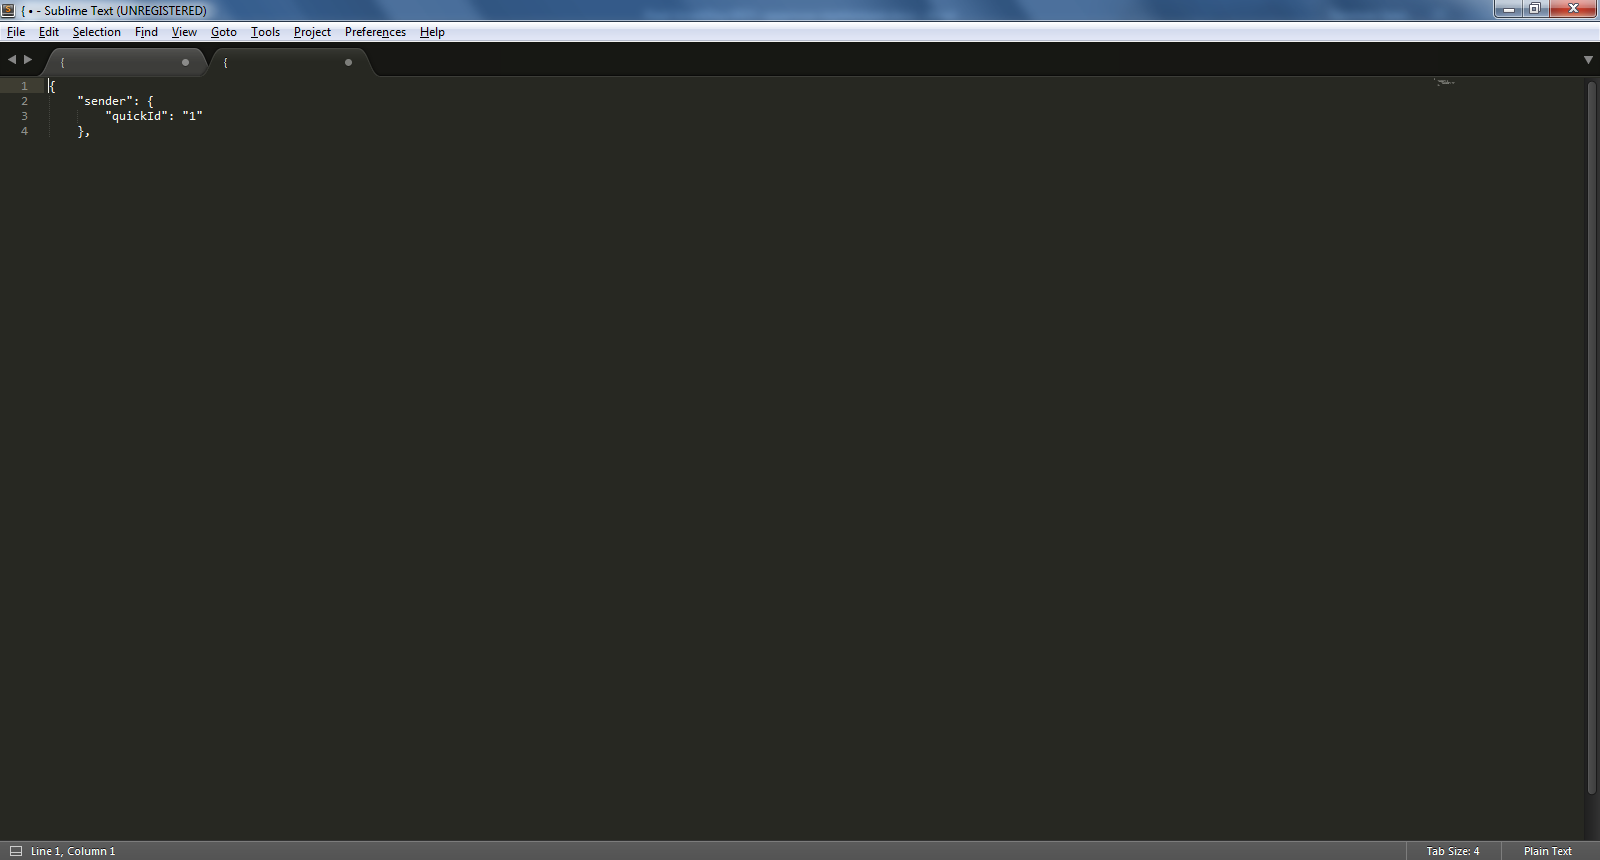 { • - Sublime Text (UNREGISTERED)
File Edit Selection Find View Goto Tools Project Preferences Help
{ {
1 {
2 "sender": {
3 "quickId": "1"
4 },
Line 1, Column 1 Tab Size: 4 Plain Text